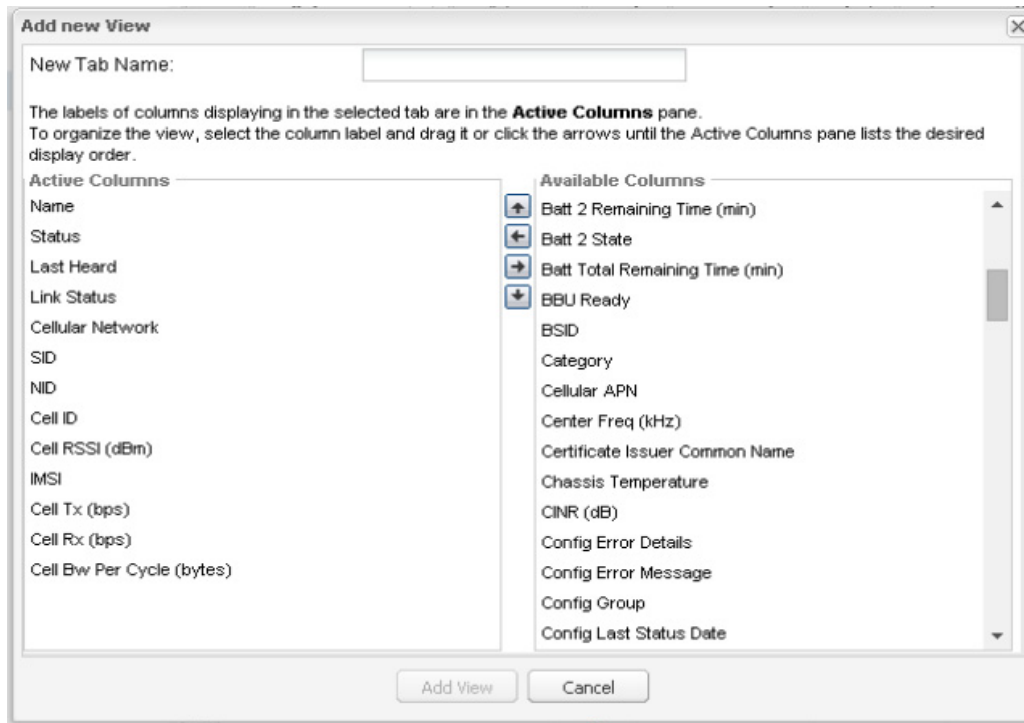 Add new View
New Tab Name:
The labels of columns displaying in the selected tab are in the Active Columns pane.
To organize the view, select the column label and drag it or click the arrows until the Active Columns pane lists the desired
display order.
Active Columns
Name
Status
Last Heard
Link Status
Cellular Network
SID
NID
Cell ID
Cell RSSI (dBm)
IMSI
Cell Tx (bps)
Cell Rx (bps)
Cell Bw Per Cycle (bytes)
Available Columns
Batt 2 Remaining Time (min)
Batt 2 State
Batt Total Remaining Time (min)
BBU Ready
BSID
Category
Cellular APN
Center Freq (kHz)
Certificate Issuer Common Name
Chassis Temperature
CINR (dB)
Config Error Details
Config Error Message
Config Group
Config Last Status Date
Add View
Cancel